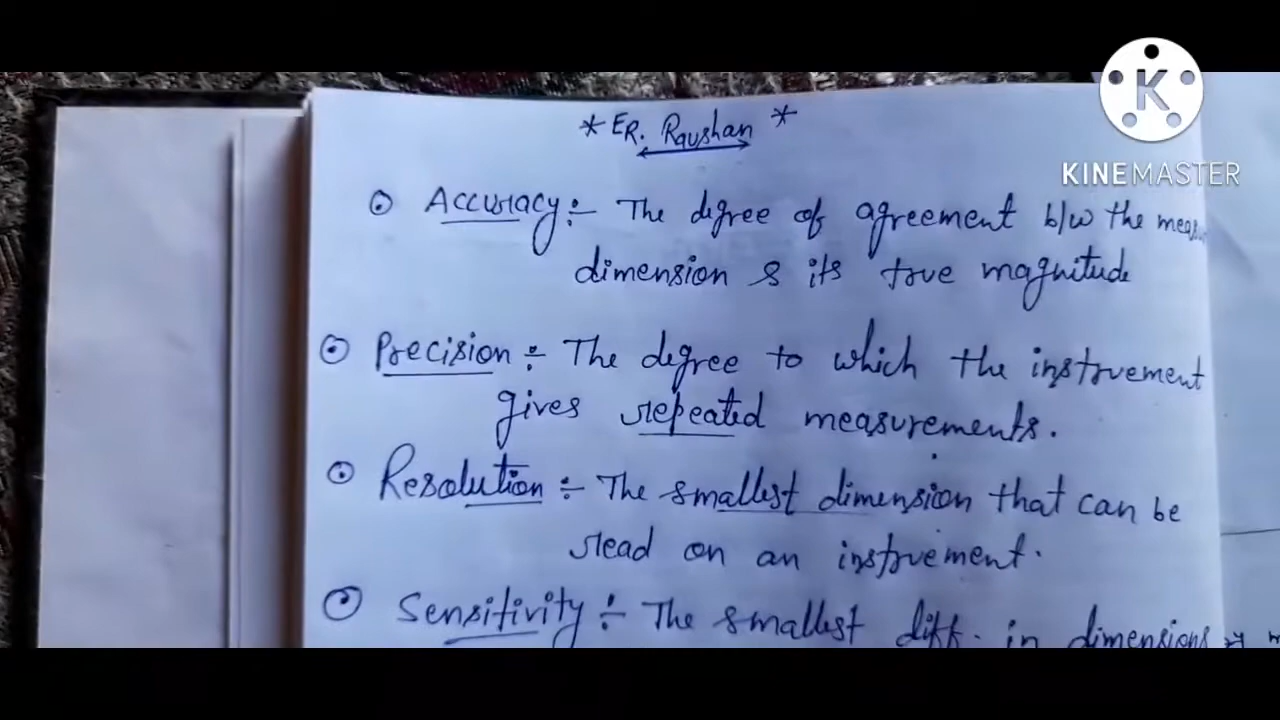 * ER. Raushan *
⊙ Accuracy :- The degree of agreement b/w the
dimension & its true magnitude
⊙ Precision :- The degree to which the instrument
gives repeated measurements.
⊙ Resolution :- The smallest dimension that can be
read on an instrument.
⊙ Sensitivity :- The smallest diff. in dimensions
K
KINEMASTER